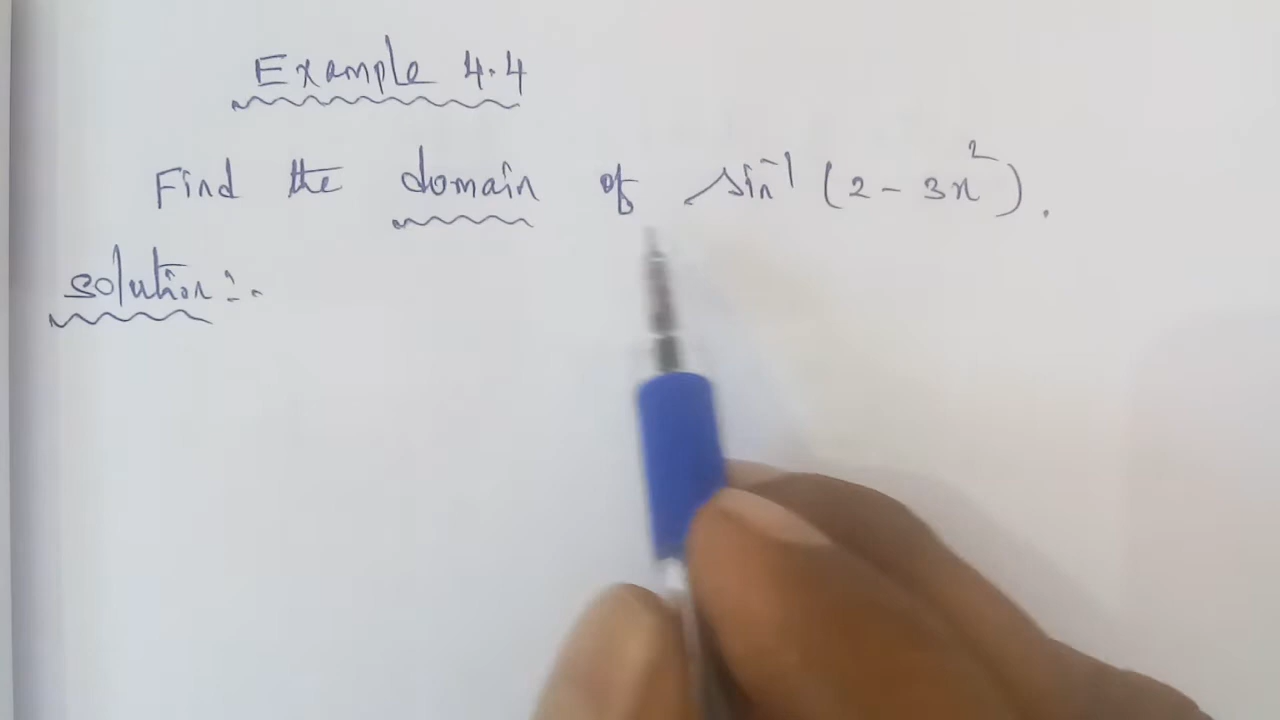 Example 4.4
Find the domain of sin⁻¹ (2 - 3x²).
solution:-